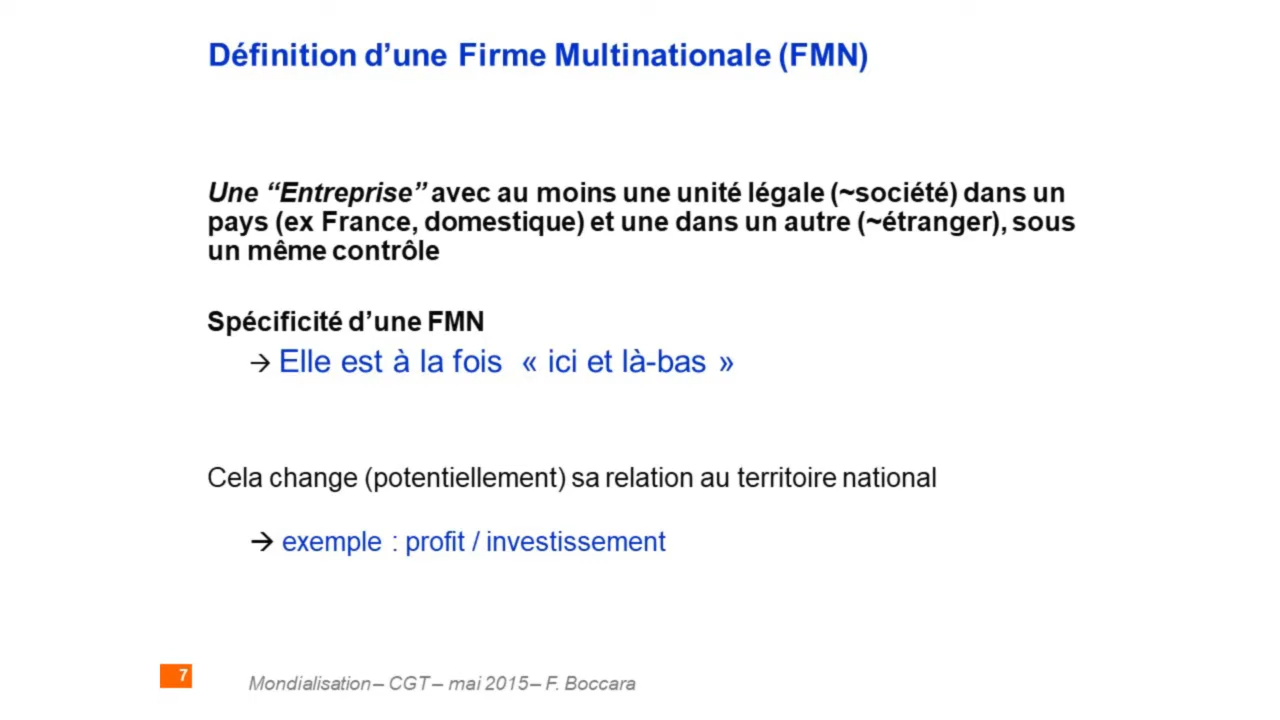 Définition d’une Firme Multinationale (FMN)
Une “Entreprise” avec au moins une unité légale (~société) dans un
pays (ex France, domestique) et une dans un autre (~étranger), sous
un même contrôle
Spécificité d’une FMN
→ Elle est à la fois « ici et là-bas »
Cela change (potentiellement) sa relation au territoire national
→ exemple : profit / investissement
7
Mondialisation – CGT – mai 2015 – F. Boccara